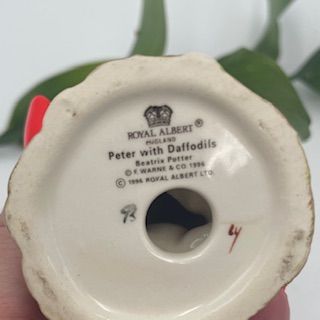 ROYAL ALBERT®
ENGLAND
Peter with Daffodils
Beatrix Potter
© F. WARNE & CO. 1996
© 1996 ROYAL ALBERT LTD.